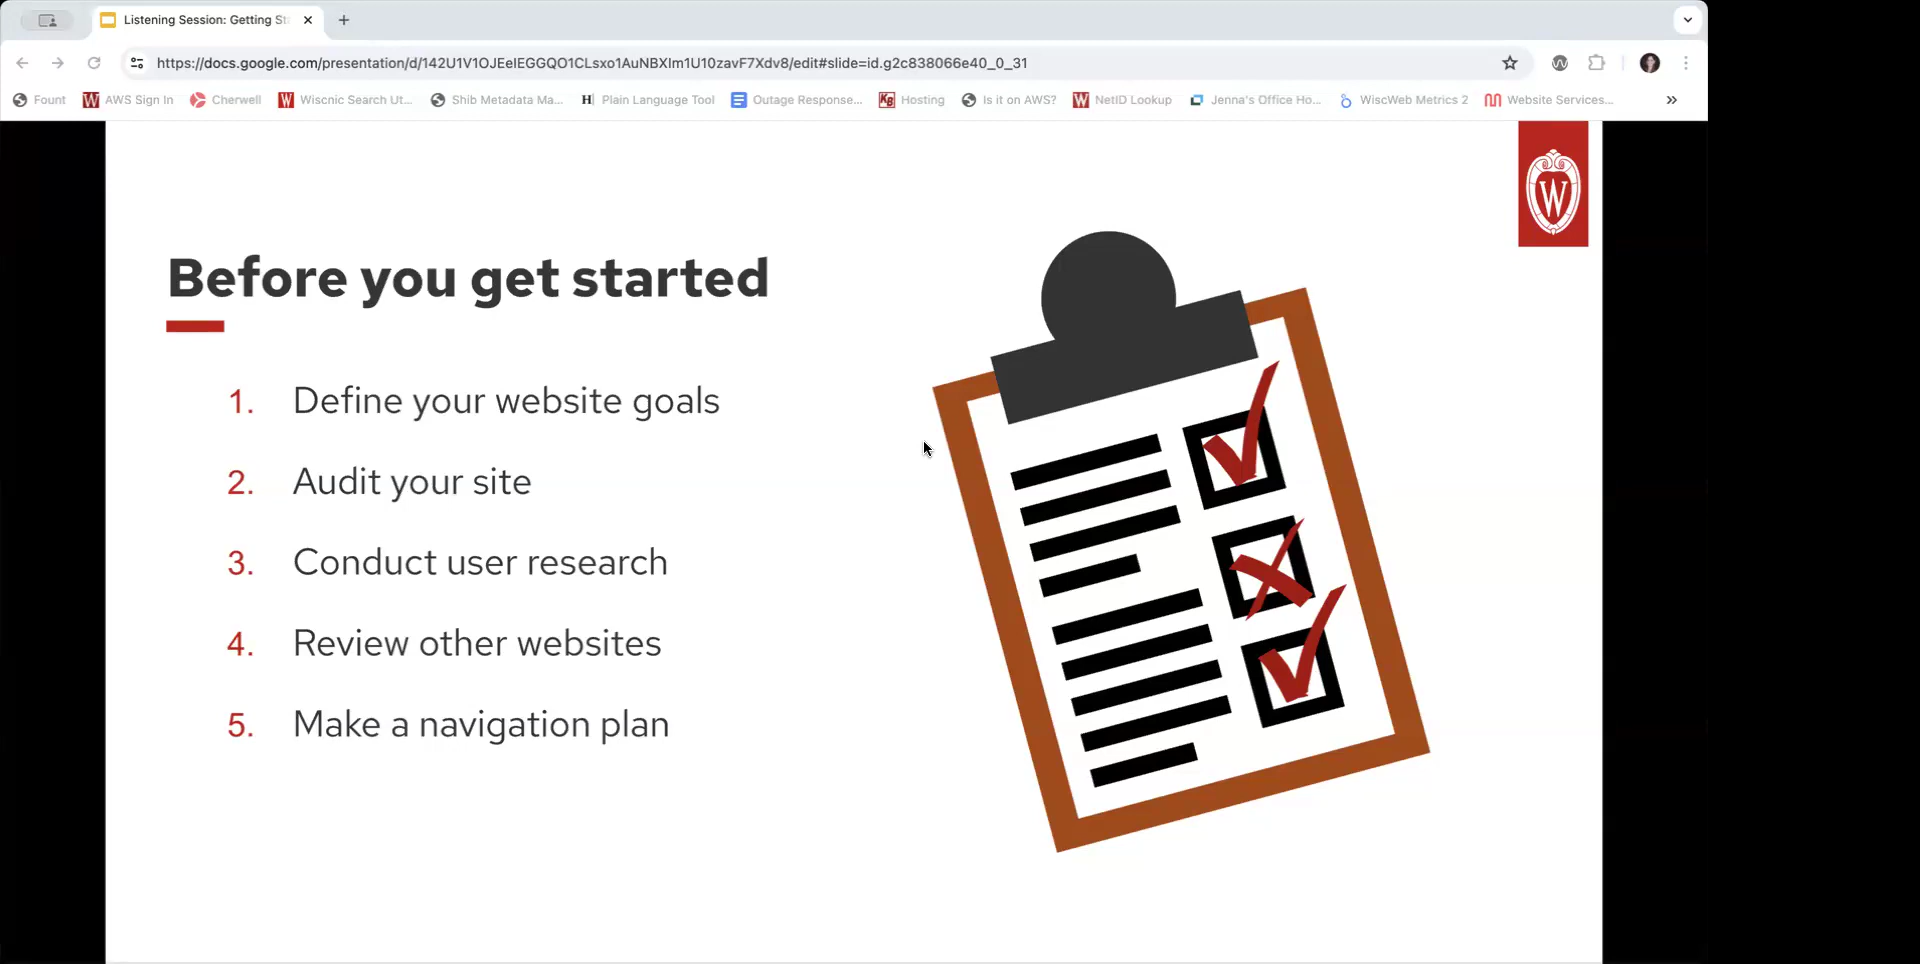 Listening Session: Getting St
https://docs.google.com/presentation/d/142U1V1OJEeIEGGQO1CLsxo1AuNBXIm1U10zavF7Xdv8/edit#slide=id.g2c838066e40_0_31
Fount AWS Sign In Cherwell Wiscnic Search Ut... Shib Metadata Ma... H Plain Language Tool Outage Response... KB Hosting Is it on AWS? NetID Lookup Jenna's Office Ho... WiscWeb Metrics 2 Website Services...
W
Before you get started
1. Define your website goals
2. Audit your site
3. Conduct user research
4. Review other websites
5. Make a navigation plan